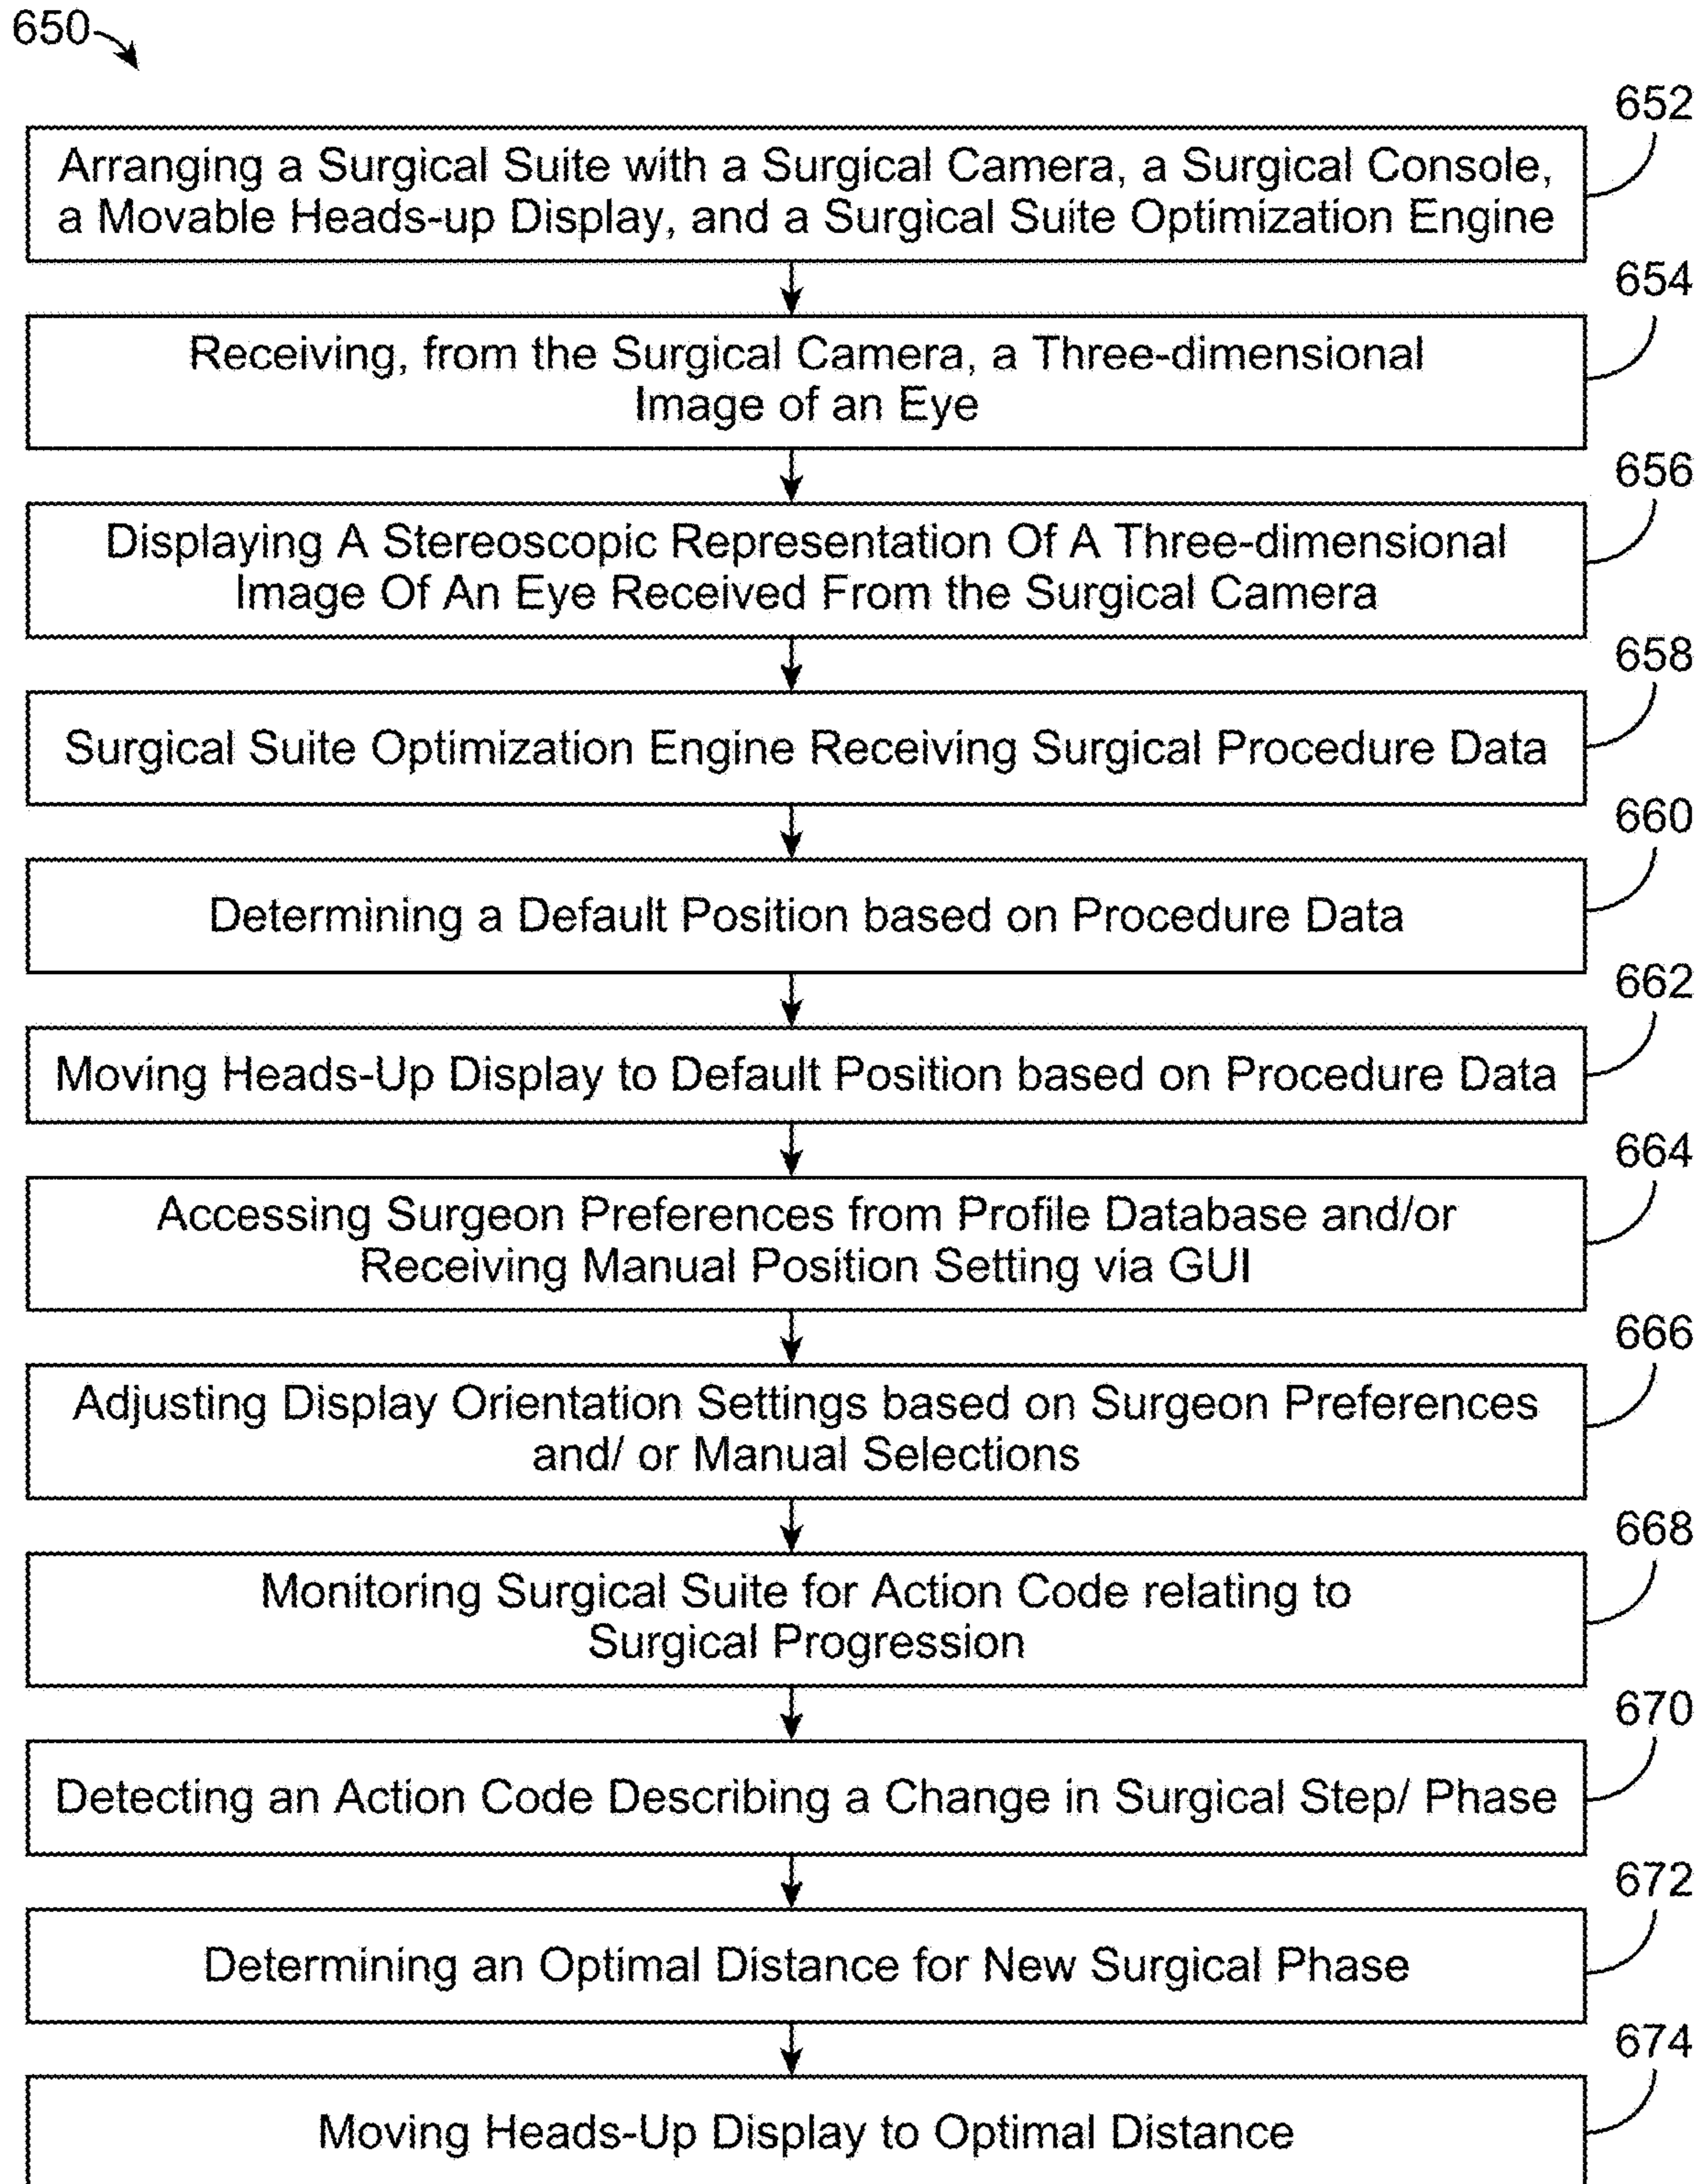 650
652
Arranging a Surgical Suite with a Surgical Camera, a Surgical Console,
a Movable Heads-up Display, and a Surgical Suite Optimization Engine
654
Receiving, from the Surgical Camera, a Three-dimensional
Image of an Eye
656
Displaying A Stereoscopic Representation Of A Three-dimensional
Image Of An Eye Received From the Surgical Camera
658
Surgical Suite Optimization Engine Receiving Surgical Procedure Data
660
Determining a Default Position based on Procedure Data
662
Moving Heads-Up Display to Default Position based on Procedure Data
664
Accessing Surgeon Preferences from Profile Database and/or
Receiving Manual Position Setting via GUI
666
Adjusting Display Orientation Settings based on Surgeon Preferences
and/ or Manual Selections
668
Monitoring Surgical Suite for Action Code relating to
Surgical Progression
670
Detecting an Action Code Describing a Change in Surgical Step/ Phase
672
Determining an Optimal Distance for New Surgical Phase
674
Moving Heads-Up Display to Optimal Distance